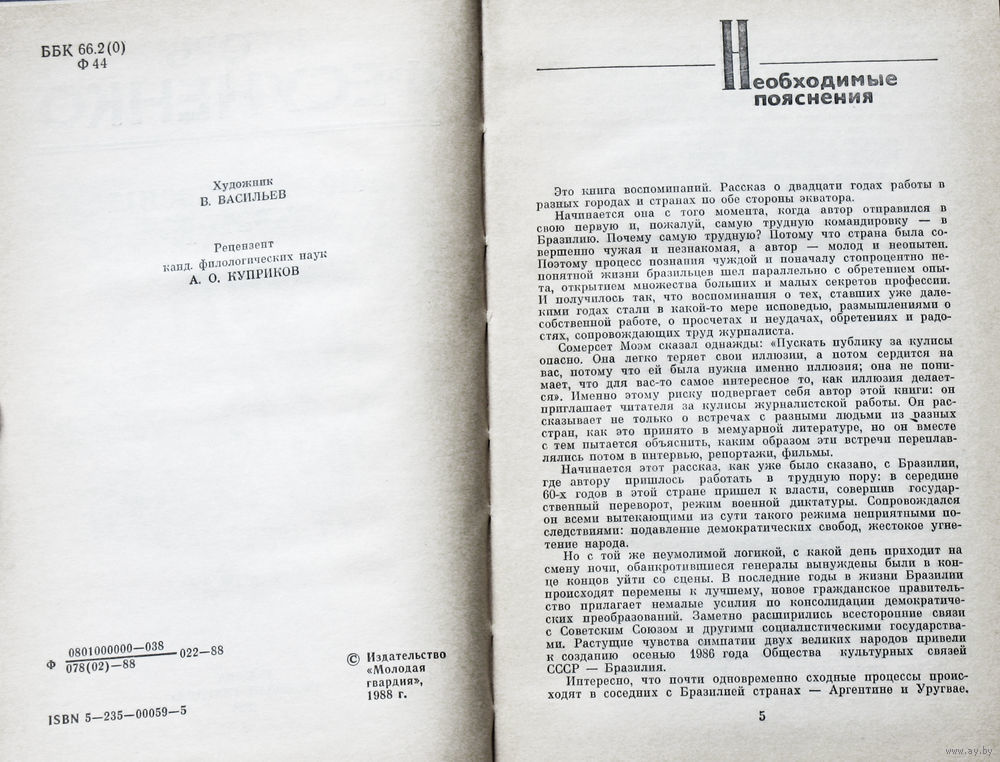 ББК 66.2(0)
Ф 44
Художник
В. ВАСИЛЬЕВ
Рецензент
канд. филологических наук
А. О. КУПРИКОВ
Ф 0801000000—038
078(02)—88
022—88
© Издательство
«Молодая
гвардия»,
1988 г.
ISBN 5—235—00059—5
Необходимые
пояснения
Это книга воспоминаний. Рассказ о двадцати годах работы в
разных городах и странах по обе стороны экватора.
Начинается она с того момента, когда автор отправился в
свою первую и, пожалуй, самую трудную командировку — в
Бразилию. Почему самую трудную? Потому что страна была со-
вершенно чужая и незнакомая, а автор — молод и неопытен.
Поэтому процесс познания чуждой и поначалу стопроцентно не-
понятной жизни бразильцев шел параллельно с обретением опы-
та, открытием множества больших и малых секретов профессии.
И получилось так, что воспоминания о тех, ставших уже дале-
кими годах стали в какой-то мере исповедью, размышлениями о
собственной работе, о просчетах и неудачах, обретениях и радо-
стях, сопровождающих труд журналиста.
Сомерсет Моэм сказал однажды: «Пускать публику за кулисы
опасно. Она легко теряет свои иллюзии, а потом сердится на
вас, потому что ей была нужна именно иллюзия; она не пони-
мает, что для вас-то самое интересное то, как иллюзия делает-
ся». Именно этому риску подвергает себя автор этой книги: он
приглашает читателя за кулисы журналистской работы. Он рас-
сказывает не только о встречах с разными людьми из разных
стран, как это принято в мемуарной литературе, но он вместе
с тем пытается объяснить, каким образом эти встречи переплав-
лялись потом в интервью, репортажи, фильмы.
Начинается этот рассказ, как уже было сказано, с Бразилии,
где автору пришлось работать в трудную пору: в середине
60-х годов в этой стране пришел к власти, совершив государ-
ственный переворот, режим военной диктатуры. Сопровождался
он всеми вытекающими из сути такого режима неприятными по-
следствиями: подавление демократических свобод, жестокое угне-
тение народа.
Но с той же неумолимой логикой, с какой день приходит на
смену ночи, обанкротившиеся генералы вынуждены были в кон-
це концов уйти со сцены. В последние годы в жизни Бразилии
происходят перемены к лучшему, новое гражданское правитель-
ство прилагает немалые усилия по консолидации демократиче-
ских преобразований. Заметно расширились всесторонние связи
с Советским Союзом и другими социалистическими государства-
ми. Растущие чувства симпатии двух великих народов привели
к созданию осенью 1986 года Общества культурных связей
СССР — Бразилия.
Интересно, что почти одновременно сходные процессы проис-
ходят в соседних с Бразилией странах — Аргентине и Уругвае.
5
www.ay.by